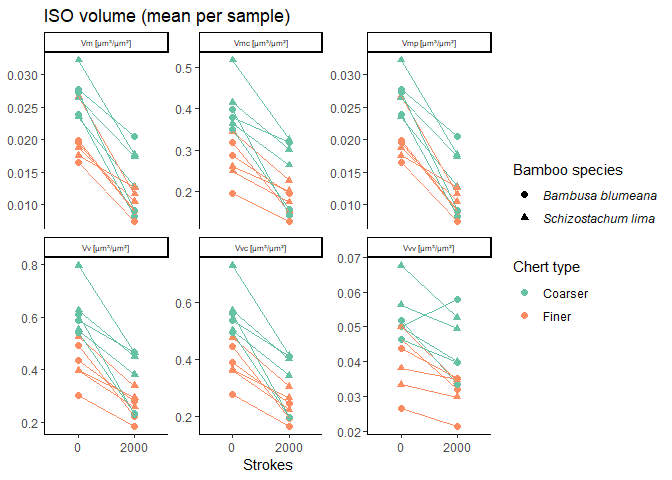 ISO volume (mean per sample)
Vm [µm³/µm²]
Vmc [µm³/µm²]
Vmp [µm³/µm²]
0.030
0.025
0.020
0.015
0.010
0.5
0.4
0.3
0.2
0.030
0.025
0.020
0.015
0.010
Vv [µm³/µm²]
Vvc [µm³/µm²]
Vvv [µm³/µm²]
0.8
0.6
0.4
0.2
0.6
0.4
0.2
0.07
0.06
0.05
0.04
0.03
0.02
0 2000
0 2000
0 2000
Strokes
Bamboo species
Bambusa blumeana
Schizostachum lima
Chert type
Coarser
Finer